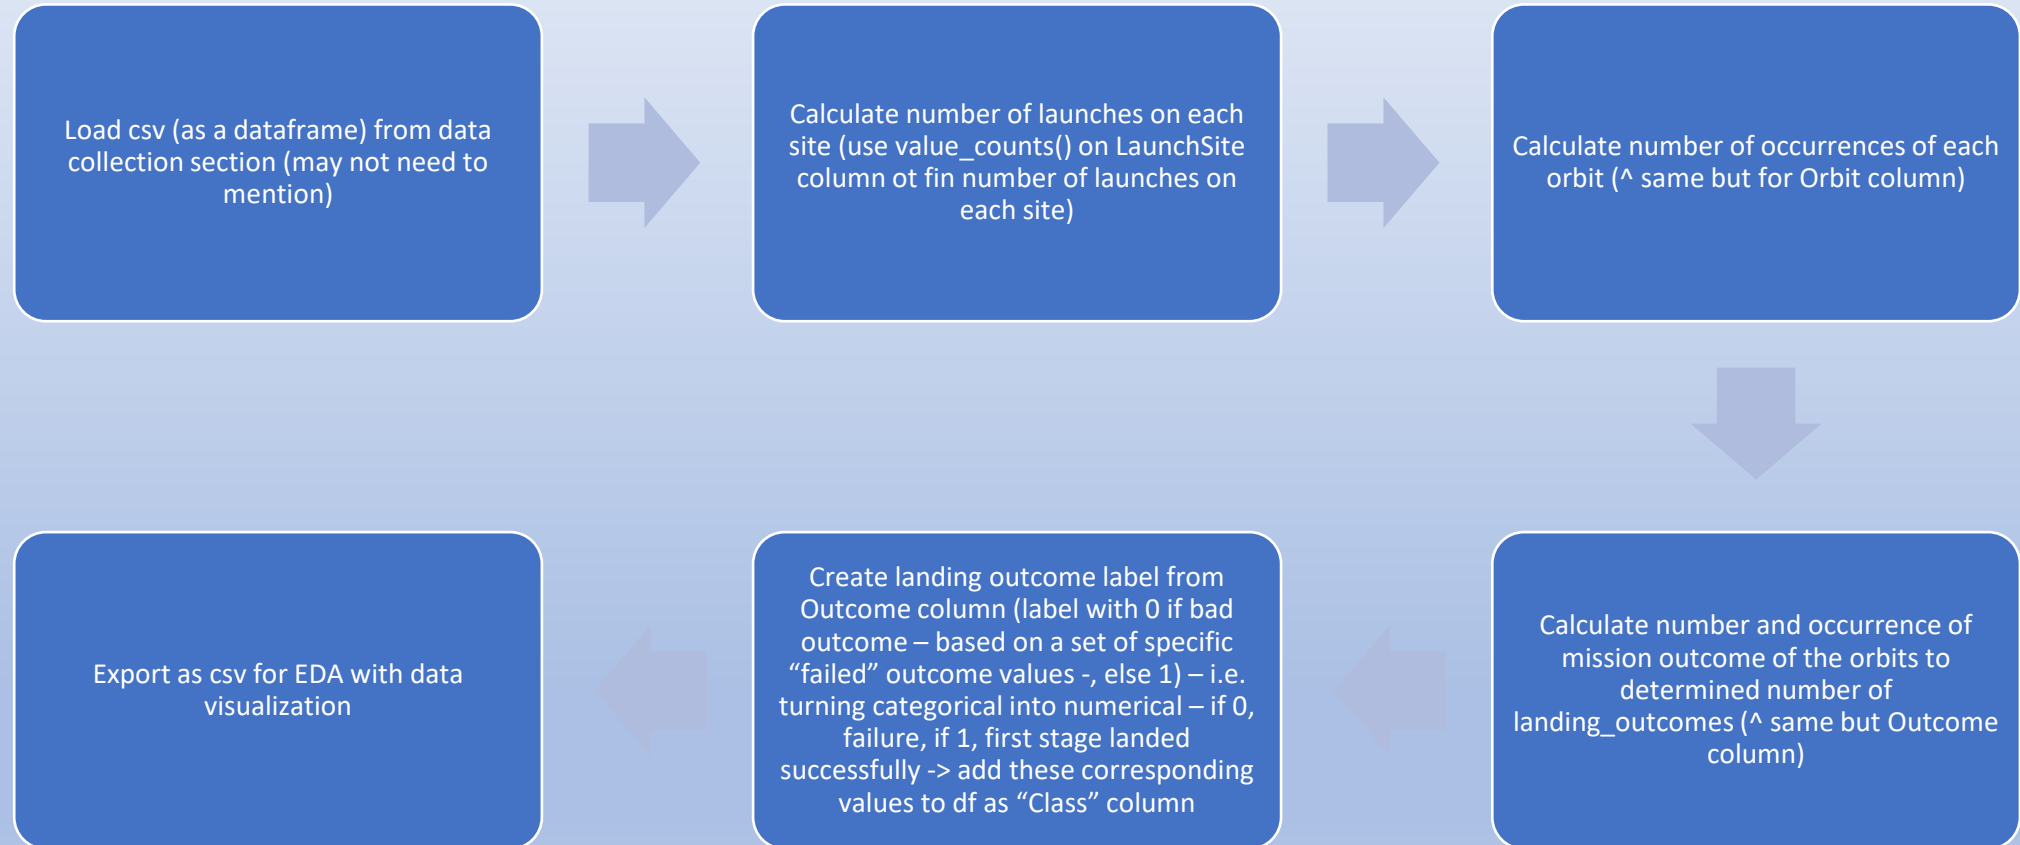 Load csv (as a dataframe) from data
collection section (may not need to
mention)
Calculate number of launches on each
site (use value_counts() on LaunchSite
column ot fin number of launches on
each site)
Calculate number of occurrences of each
orbit (^ same but for Orbit column)
Calculate number and occurrence of
mission outcome of the orbits to
determined number of
landing_outcomes (^ same but Outcome
column)
Create landing outcome label from
Outcome column (label with 0 if bad
outcome – based on a set of specific
“failed” outcome values -, else 1) – i.e.
turning categorical into numerical – if 0,
failure, if 1, first stage landed
successfully -> add these corresponding
values to df as “Class” column
Export as csv for EDA with data
visualization